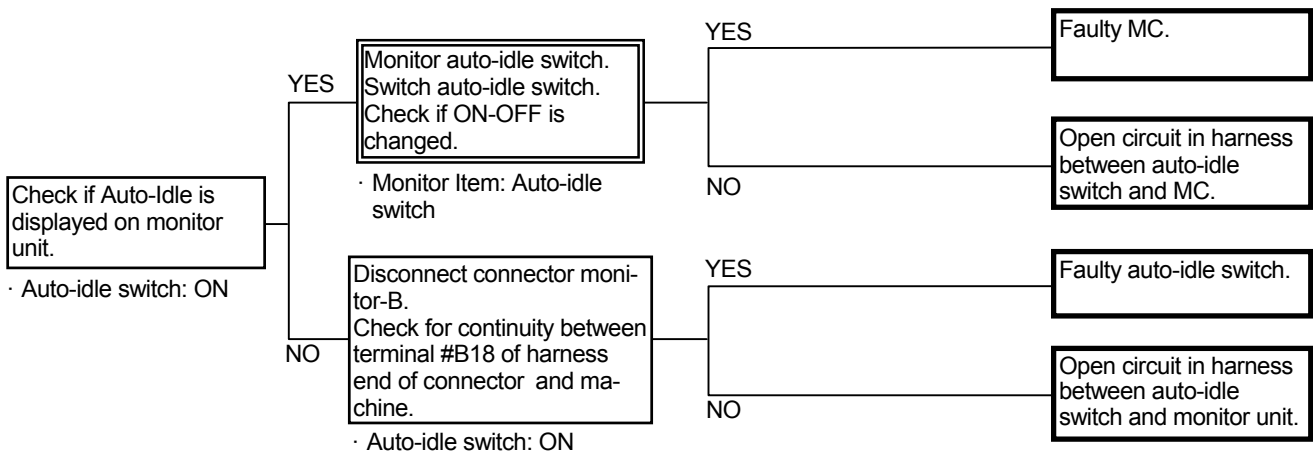 Check if Auto-Idle is
displayed on monitor
unit.
· Auto-idle switch: ON
YES
Monitor auto-idle switch.
Switch auto-idle switch.
Check if ON-OFF is
changed.
· Monitor Item: Auto-idle
switch
YES
Faulty MC.
NO
Open circuit in harness
between auto-idle
switch and MC.
NO
Disconnect connector moni-
tor-B.
Check for continuity between
terminal #B18 of harness
end of connector and ma-
chine.
· Auto-idle switch: ON
YES
Faulty auto-idle switch.
NO
Open circuit in harness
between auto-idle
switch and monitor unit.